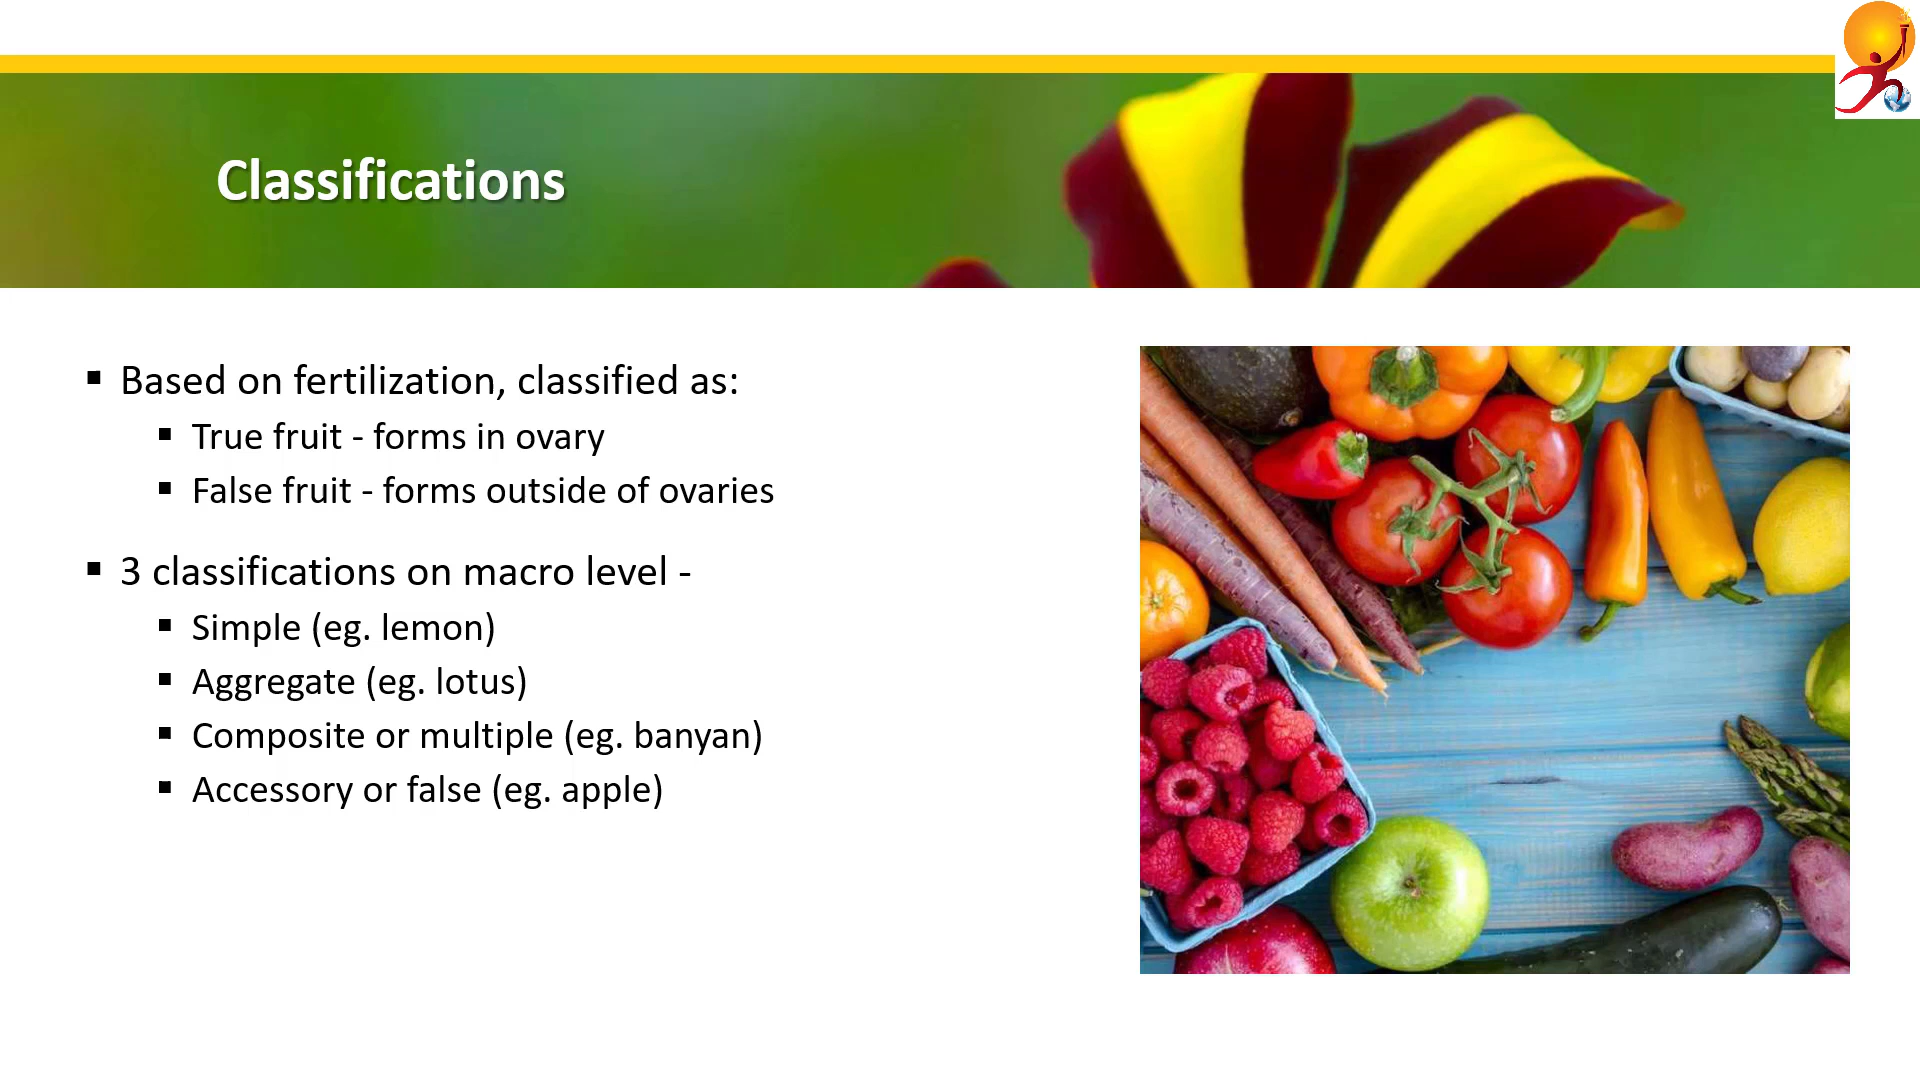 Classifications
▪ Based on fertilization, classified as:
▪ True fruit - forms in ovary
▪ False fruit - forms outside of ovaries
▪ 3 classifications on macro level -
▪ Simple (eg. lemon)
▪ Aggregate (eg. lotus)
▪ Composite or multiple (eg. banyan)
▪ Accessory or false (eg. apple)